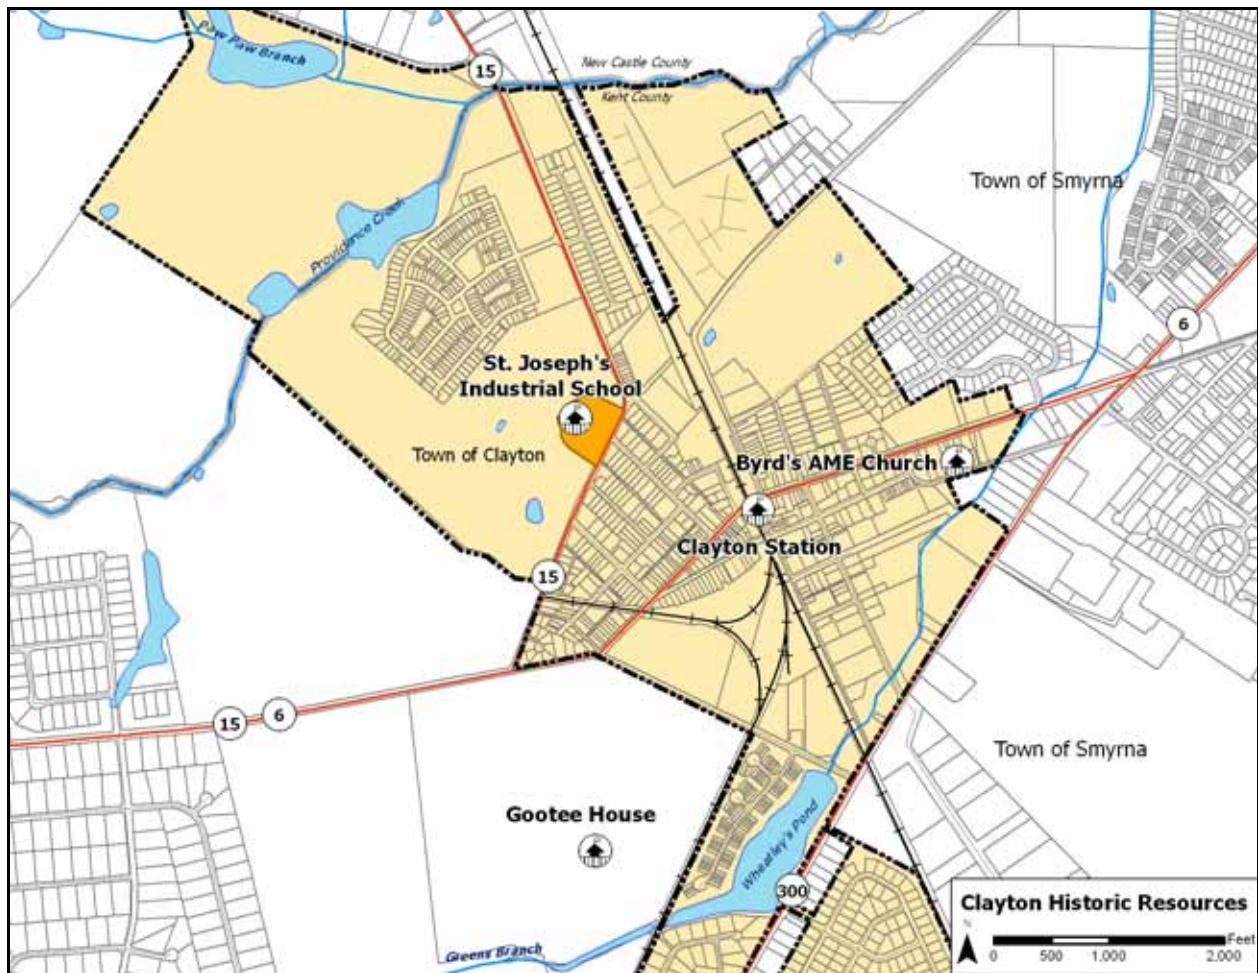 Paw Paw Branch
15
New Castle County
Kent County
Town of Smyrna
Providence Creek
6
St. Joseph's
Industrial School
Town of Clayton
Byrd's AME Church
Clayton Station
15
15
6
Town of Smyrna
Gootee House
Wheatley's Pond
300
Greens Branch
Clayton Historic Resources
N
Feet
0
500
1,000
2,000